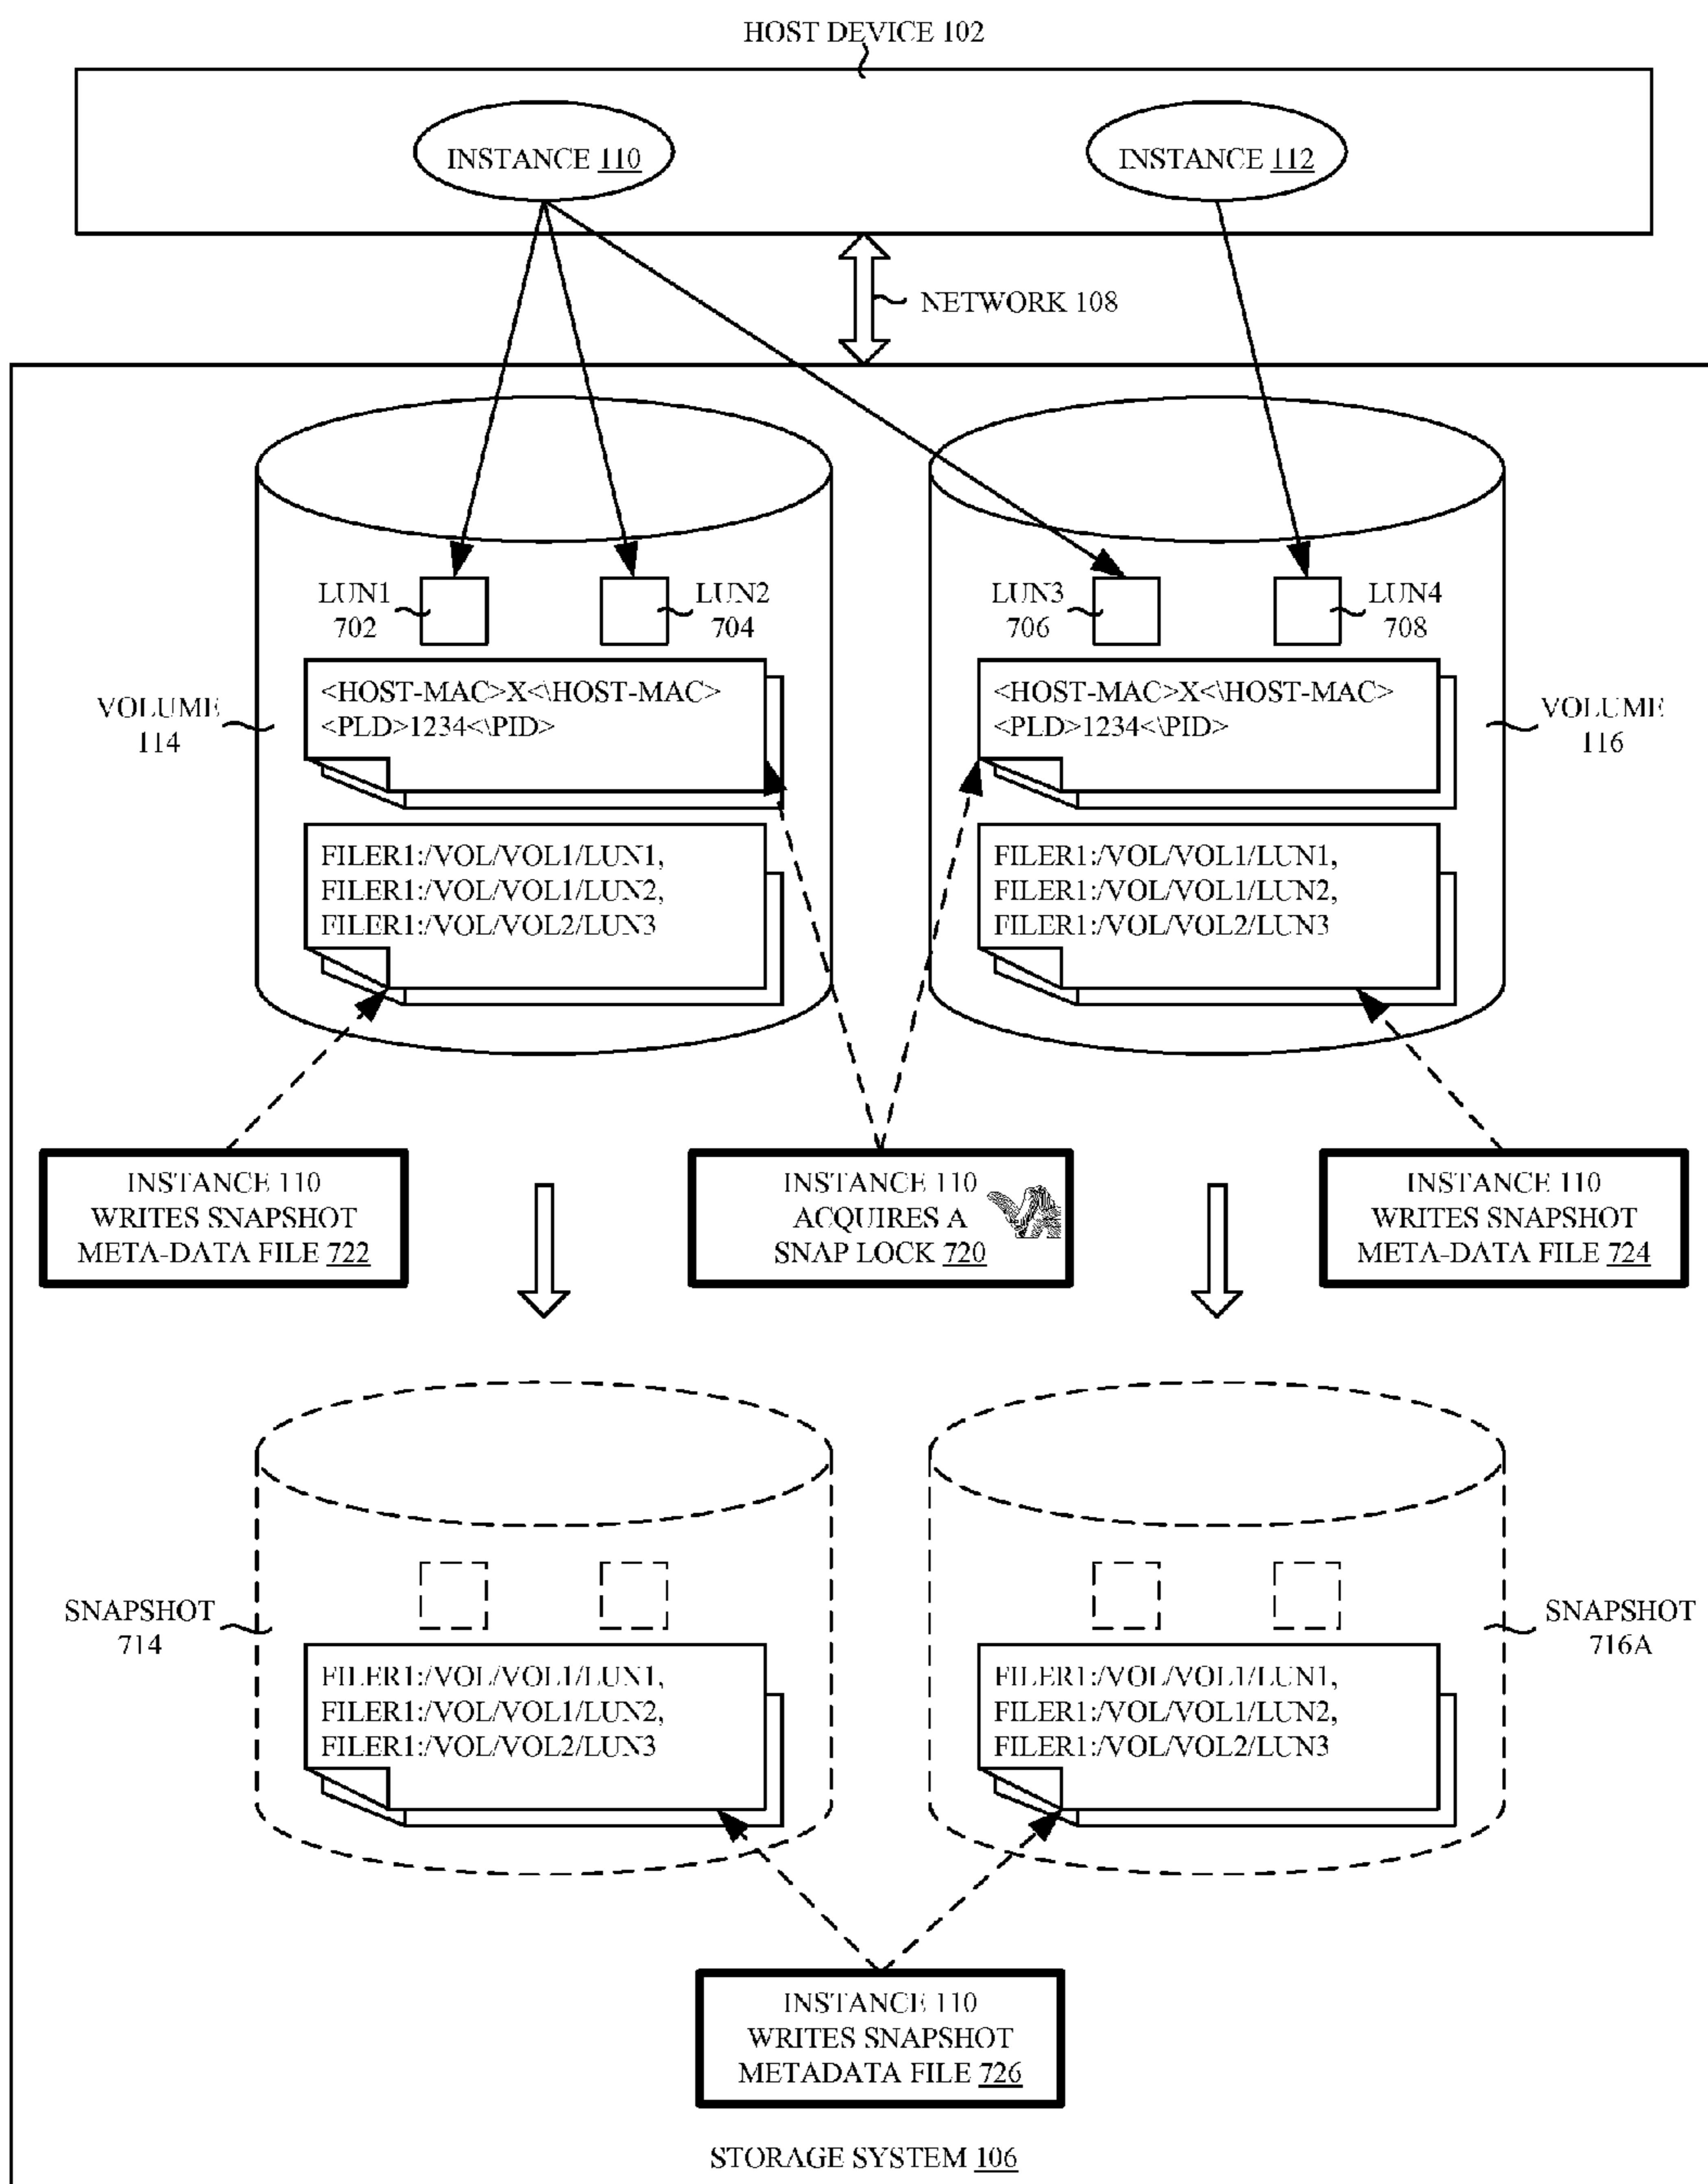 HOST DEVICE 102
INSTANCE 110
INSTANCE 112
NETWORK 108
LUN1
702
LUN2
704
LUN3
706
LUN4
708
VOLUME
114
<HOST-MAC>X<\HOST-MAC>
<PLD>1234<\PID>
<HOST-MAC>X<\HOST-MAC>
<PLD>1234<\PID>
VOLUME
116
FILER1:/VOL/VOL1/LUN1,
FILER1:/VOL/VOL1/LUN2,
FILER1:/VOL/VOL2/LUN3
FILER1:/VOL/VOL1/LUN1,
FILER1:/VOL/VOL1/LUN2,
FILER1:/VOL/VOL2/LUN3
INSTANCE 110
WRITES SNAPSHOT
META-DATA FILE 722
INSTANCE 110
ACQUIRES A
SNAP LOCK 720
INSTANCE 110
WRITES SNAPSHOT
META-DATA FILE 724
SNAPSHOT
714
FILER1:/VOL/VOL1/LUN1,
FILER1:/VOL/VOL1/LUN2,
FILER1:/VOL/VOL2/LUN3
FILER1:/VOL/VOL1/LUN1,
FILER1:/VOL/VOL1/LUN2,
FILER1:/VOL/VOL2/LUN3
SNAPSHOT
716A
INSTANCE 110
WRITES SNAPSHOT
METADATA FILE 726
STORAGE SYSTEM 106